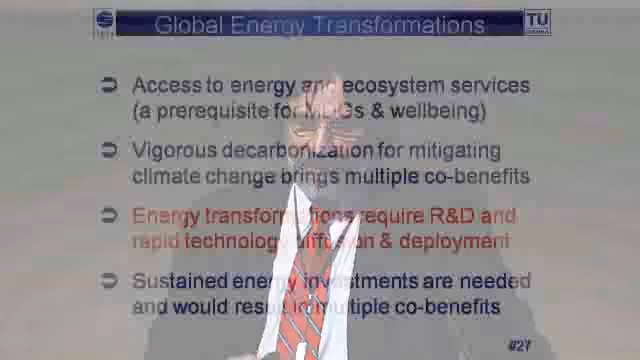 Global Energy Transformations
TU
Access to energy and ecosystem services
(a prerequisite for MDGs & wellbeing)
Vigorous decarbonization for mitigating
climate change brings multiple co-benefits
Energy transformations require R&D and
rapid technology diffusion & deployment
Sustained energy investments are needed
and would result in multiple co-benefits
#27